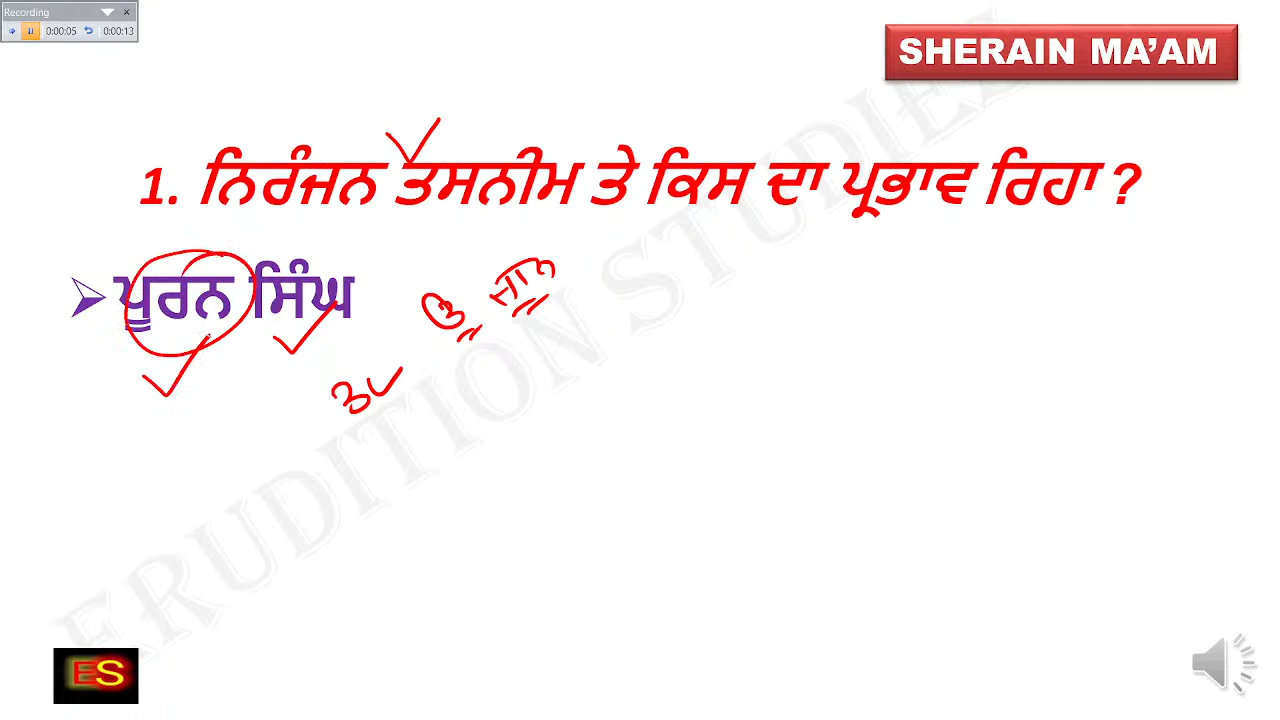 Recording
0:00:05 0:00:13
SHERAIN MA’AM
1. ਨਿਰੰਜਨ ਤਸਨੀਮ ਤੇ ਕਿਸ ਦਾ ਪ੍ਰਭਾਵ ਰਿਹਾ ?
ਪੂਰਨ ਸਿੰਘ
ERUDITION STUDIEZ
ES